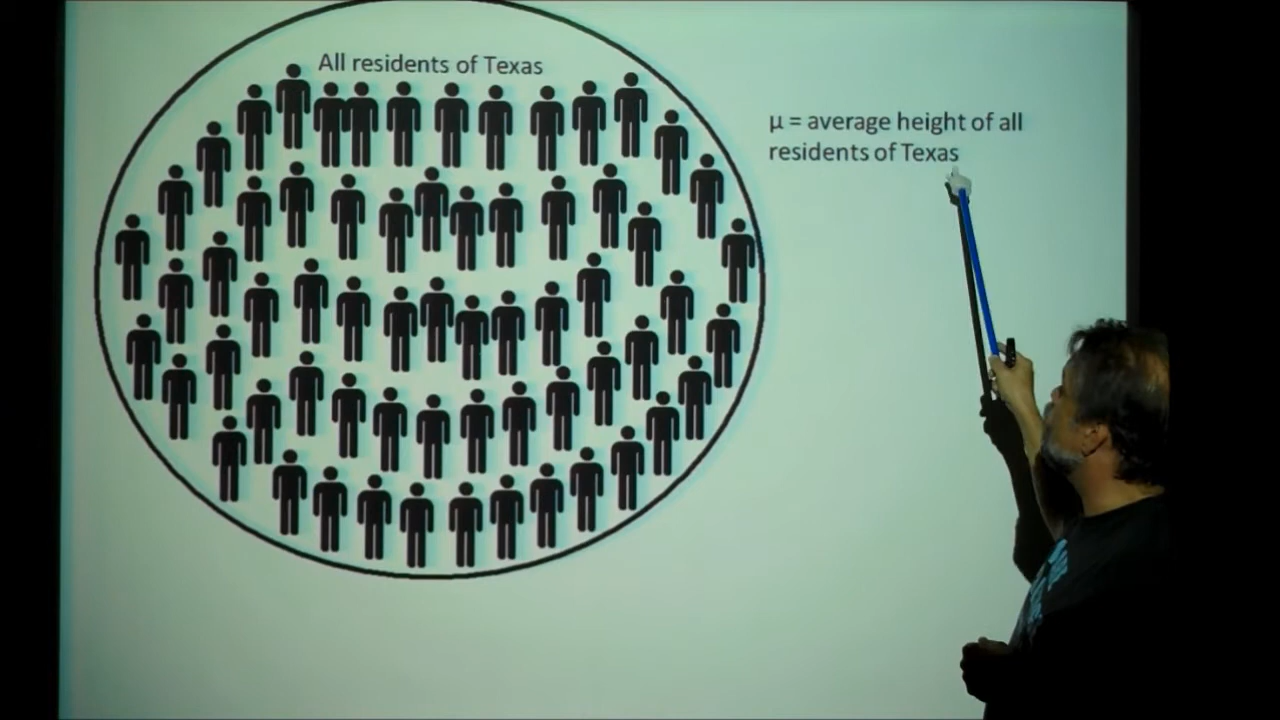 All residents of Texas
μ = average height of all
residents of Texas